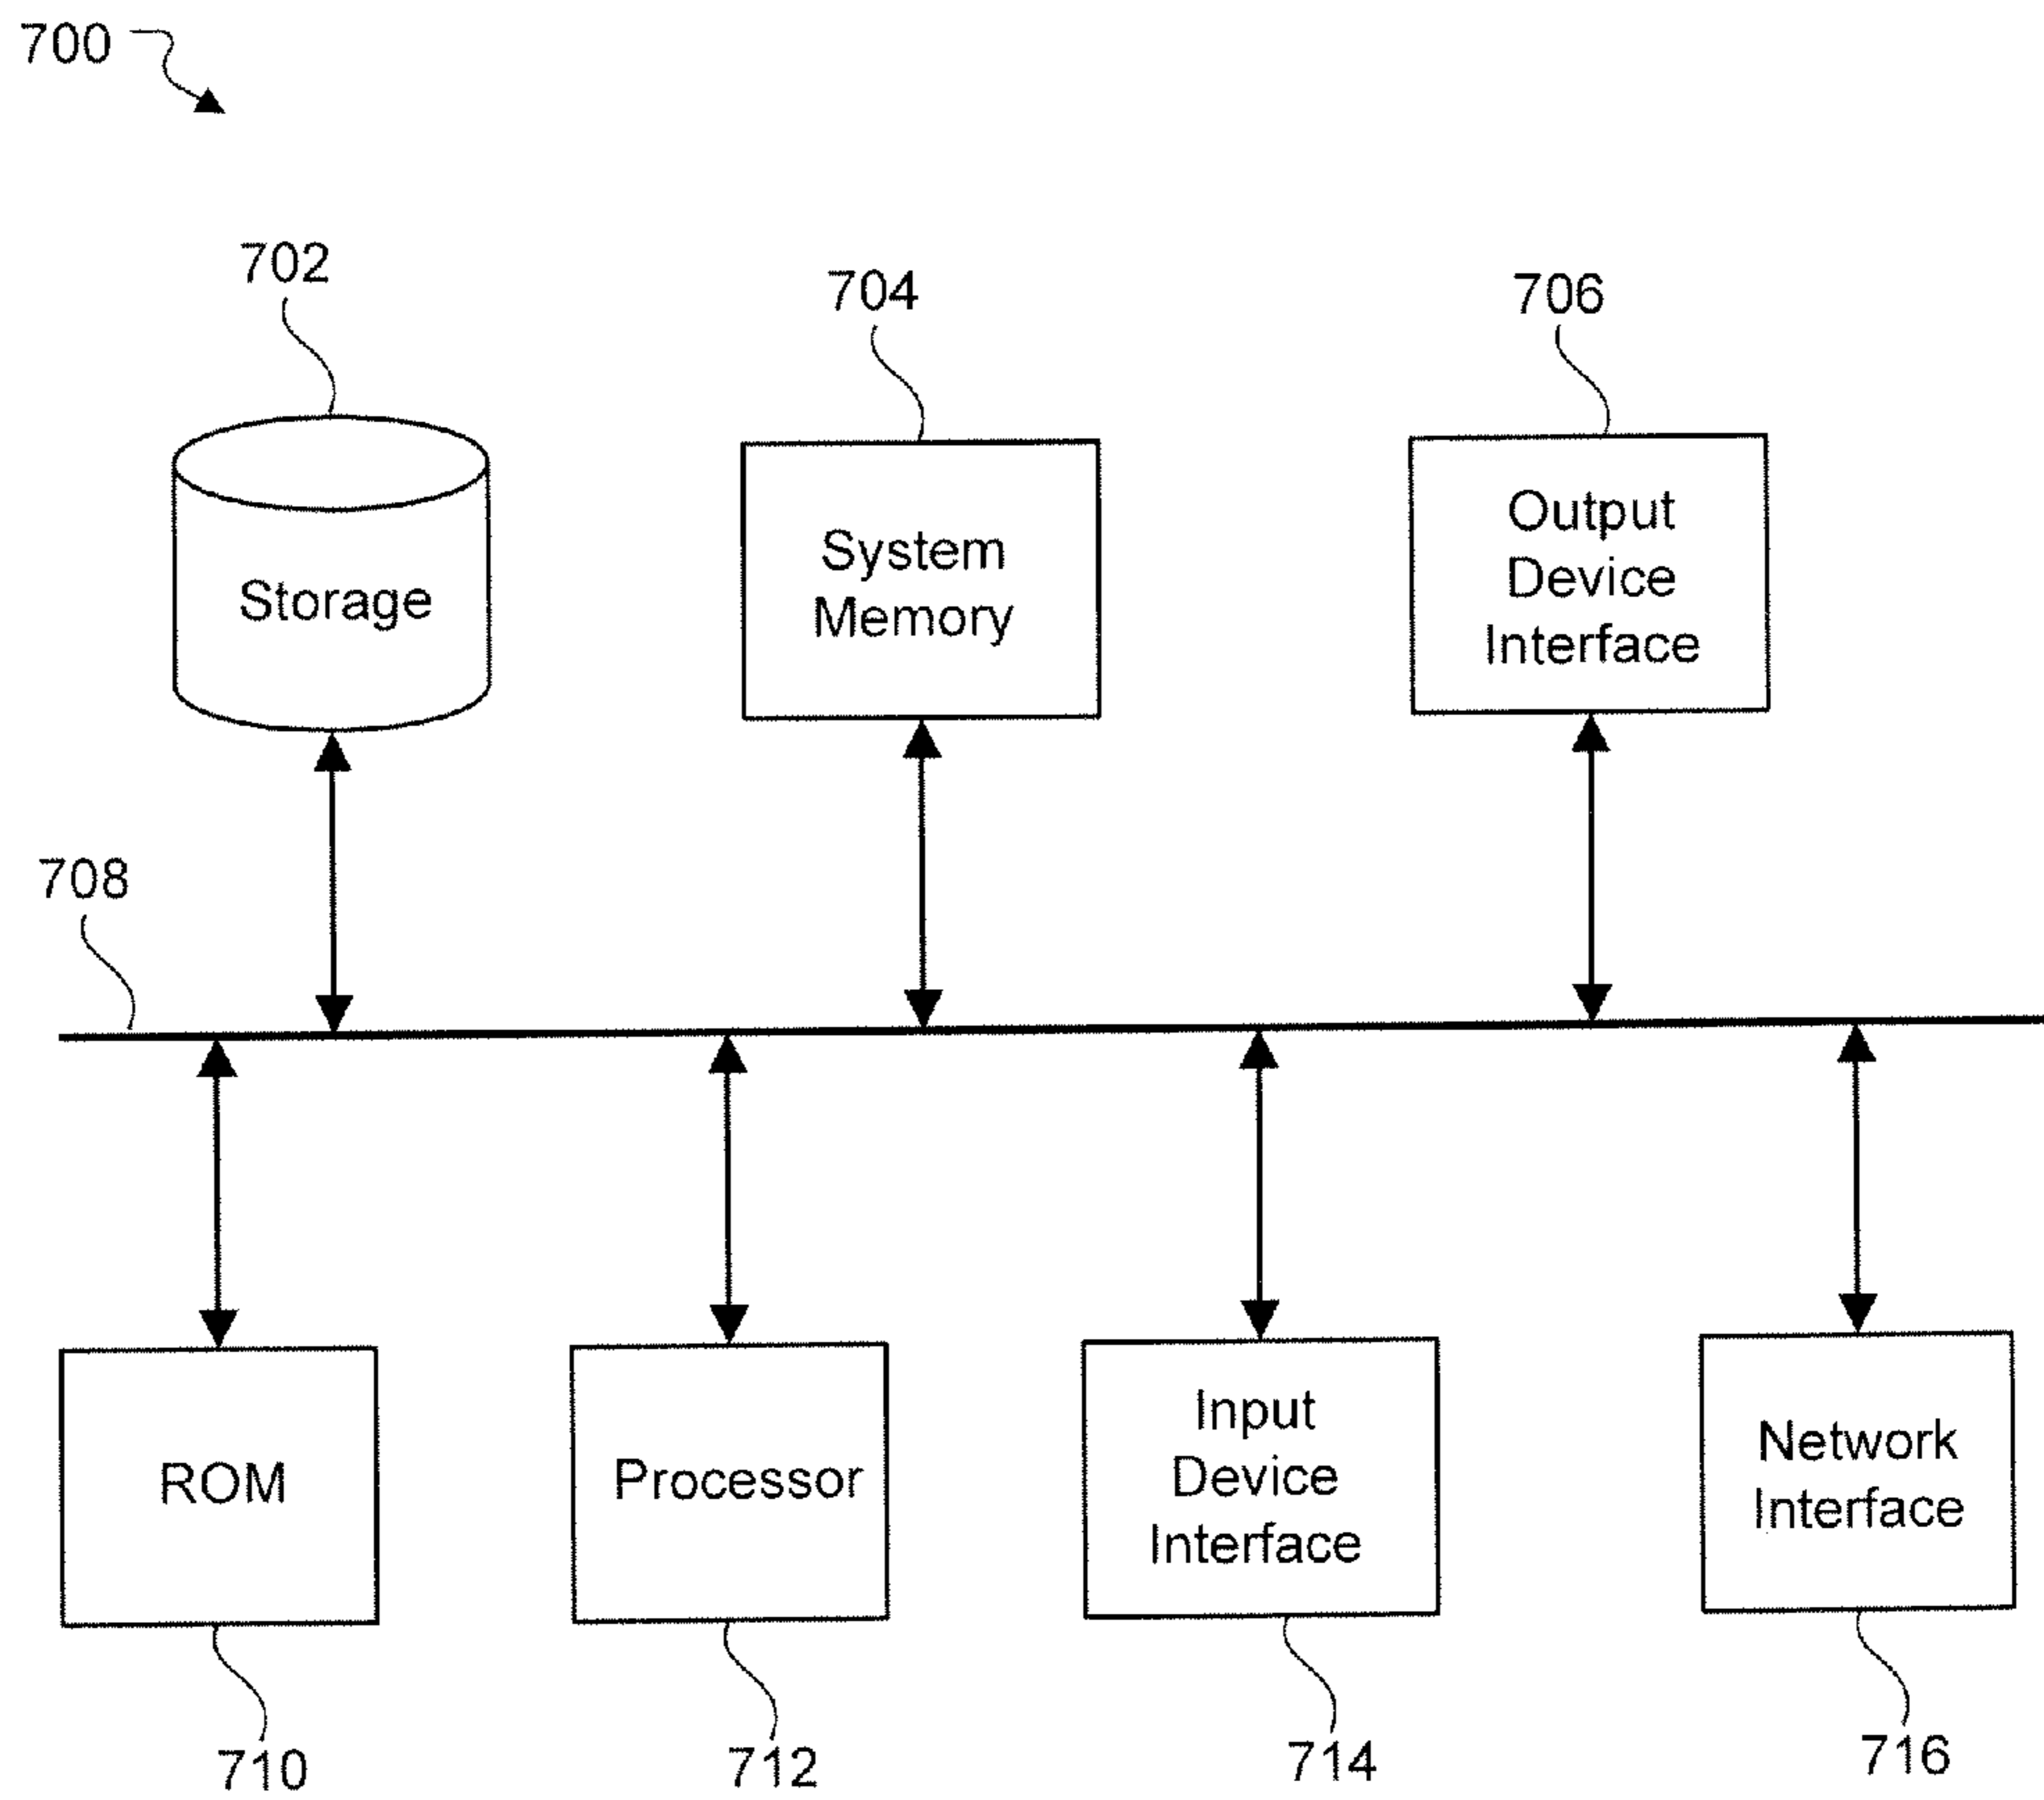 700
702
704
706
Storage
System
Memory
Output
Device
Interface
708
ROM
Processor
Input
Device
Interface
Network
Interface
710
712
714
716